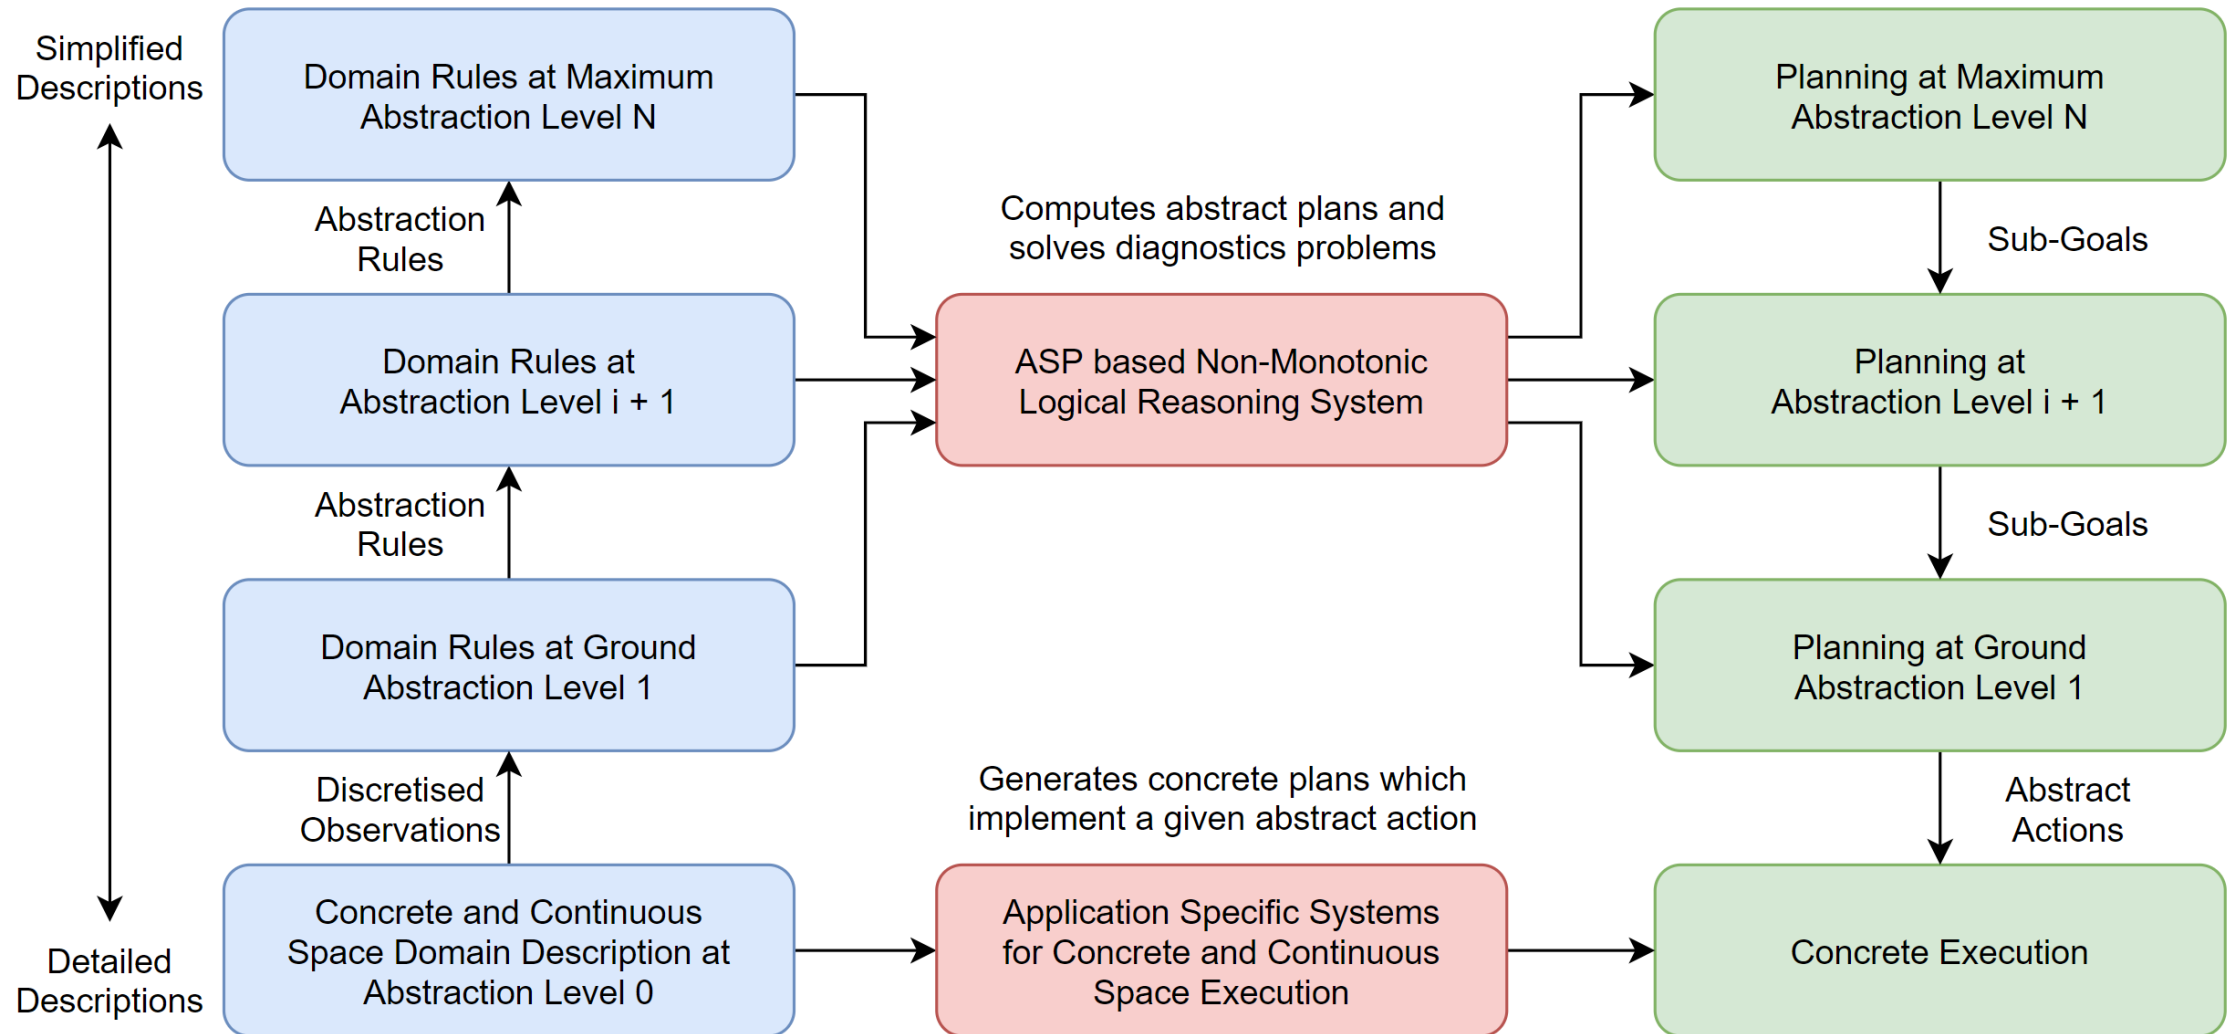 Simplified
Descriptions
Detailed
Descriptions
Domain Rules at Maximum
Abstraction Level N
Abstraction
Rules
Domain Rules at
Abstraction Level i + 1
Abstraction
Rules
Domain Rules at Ground
Abstraction Level 1
Discretised
Observations
Concrete and Continuous
Space Domain Description at
Abstraction Level 0
Computes abstract plans and
solves diagnostics problems
ASP based Non-Monotonic
Logical Reasoning System
Generates concrete plans which
implement a given abstract action
Application Specific Systems
for Concrete and Continuous
Space Execution
Planning at Maximum
Abstraction Level N
Sub-Goals
Planning at
Abstraction Level i + 1
Sub-Goals
Planning at Ground
Abstraction Level 1
Abstract
Actions
Concrete Execution